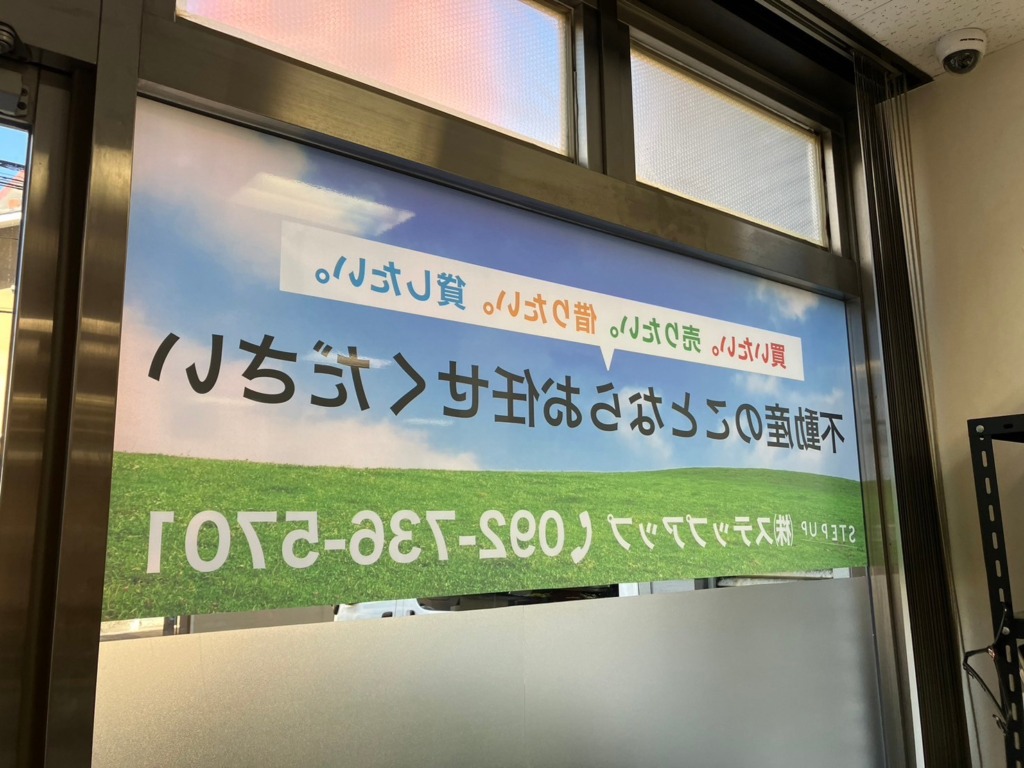 買いたい。売りたい。借りたい。貸したい。
不動産のことならお任せください
STEP UP ㈱ステップアップ 092-736-5701